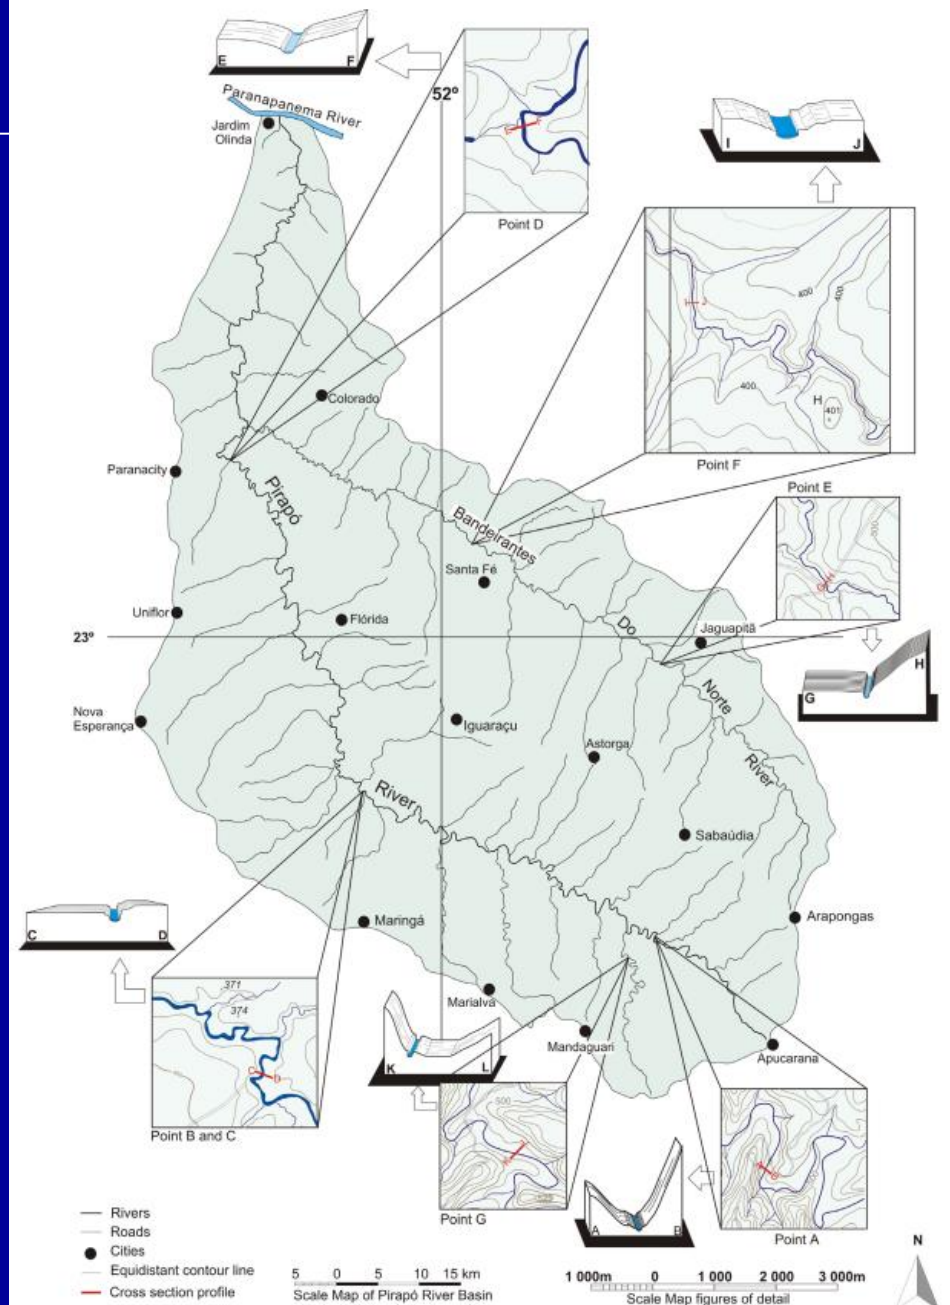 E
F
52º
Paranapanema River
Jardim
Olinda
I
J
Point D
400
400
400
H
401
Colorado
Point F
Paranacity
Pirapó
Point E
Bandeirantes
500
Santa Fé
G
H
Uniflor
Flórida
Do
Jaguapitã
23º
H
G
Norte
Nova
Esperança
Iguaraçu
Astorga
River
River
Sabaúdia
C
D
Maringá
Arapongas
371
374
Marialva
C
D
Mandaguari
Apucarana
K
L
500
Point B and C
Point G
A
B
Point A
Rivers
Roads
Cities
Equidistant contour line
Cross section profile
5 0 5 10 15 km
Scale Map of Pirapó River Basin
1 000m 0 1 000 2 000 3 000m
Scale Map figures of detail
N